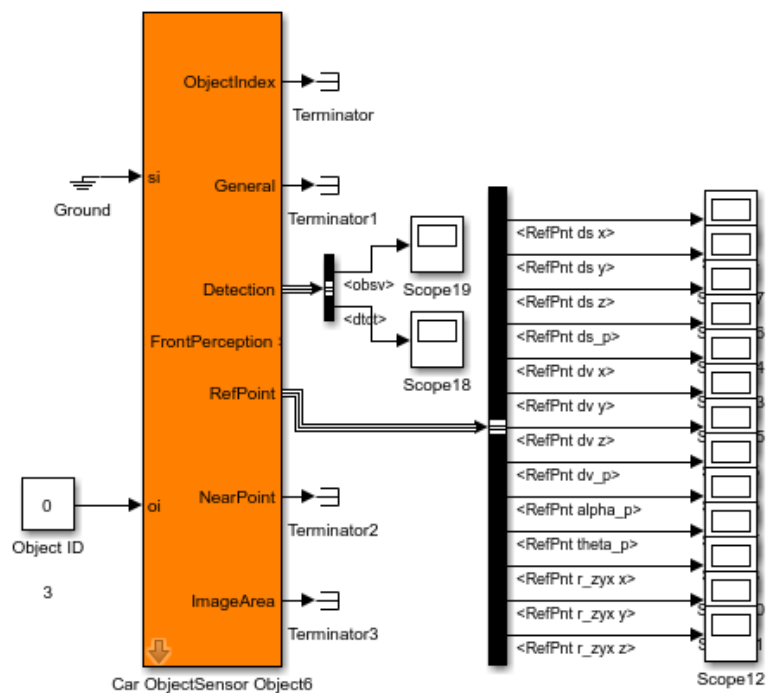 ObjectIndex
Terminator
si
General
Ground
Terminator1
<RefPnt ds x>
<RefPnt ds y>
Detection
<obsv>
Scope19
<dtct>
<RefPnt ds z>
<RefPnt ds_p>
FrontPerception
<RefPnt dv x>
RefPoint
Scope18
<RefPnt dv y>
<RefPnt dv z>
<RefPnt dv_p>
NearPoint
0
oi
Terminator2
<RefPnt alpha_p>
Object ID
<RefPnt theta_p>
3
<RefPnt r_zyx x>
ImageArea
<RefPnt r_zyx y>
Terminator3
<RefPnt r_zyx z>
Car ObjectSensor Object6
Scope12